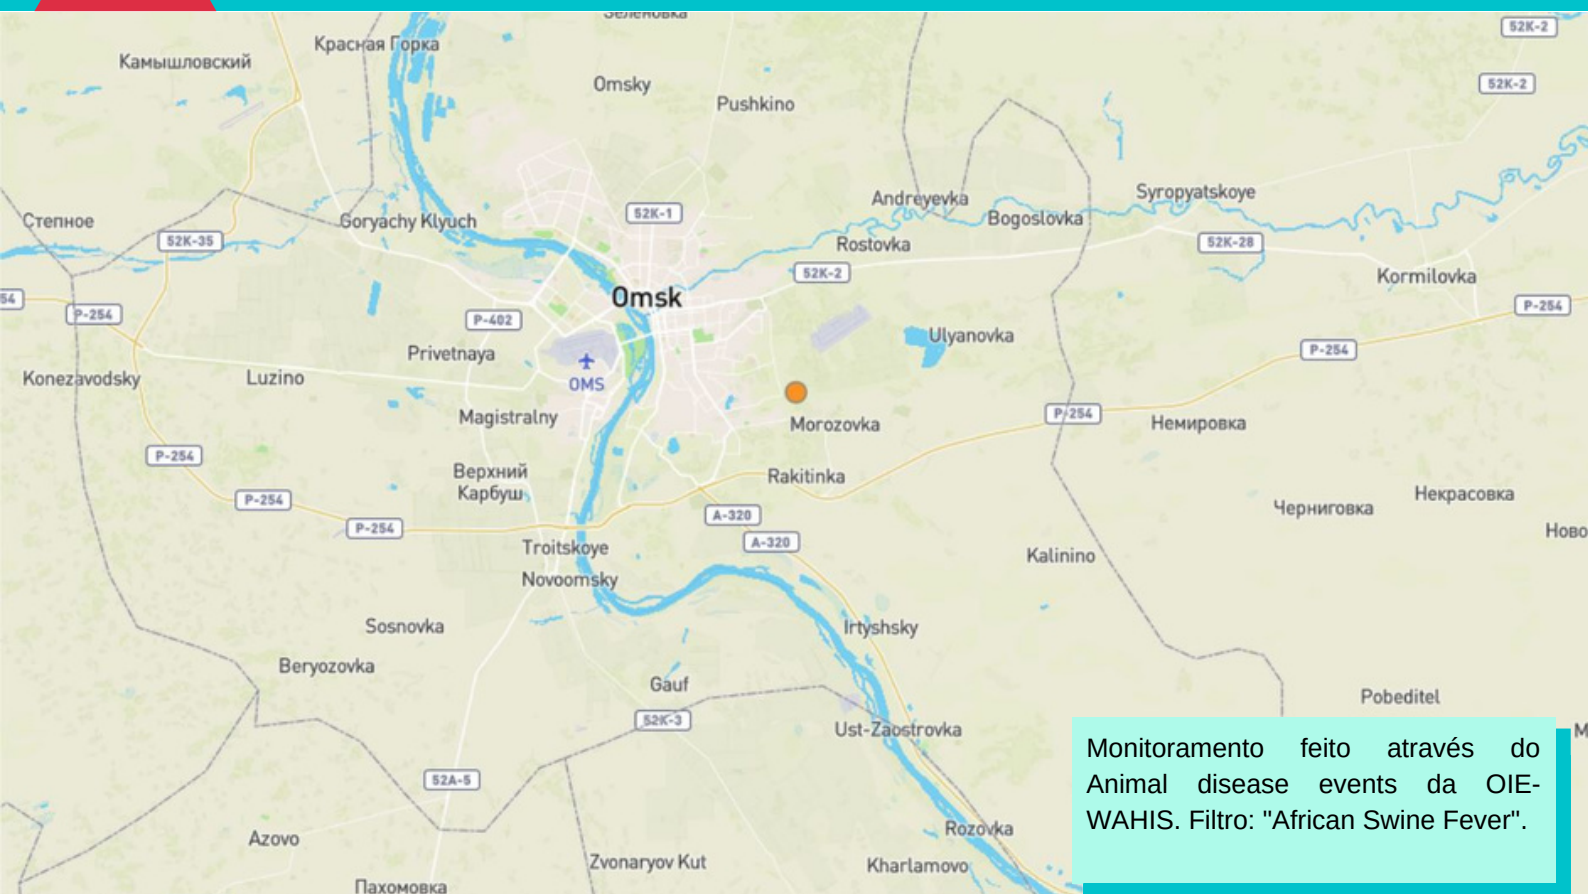 Зеленовка
52K-2
Красная Горка
Камышловский
Omsky
52K-2
Pushkino
Andreyevka
Syropyatskoye
52K-1
Bogoslovka
Степное
Goryachy Klyuch
52K-35
Rostovka
52K-28
52K-2
Kormilovka
Omsk
54
P-254
P-254
P-402
Ulyanovka
Privetnaya
P-254
Konezavodsky
Luzino
OMS
P-254
Magistralny
Morozovka
Немировка
P-254
Верхний
Карбуш
Rakitinka
P-254
Некрасовка
Черниговка
A-320
P-254
Ново
A-320
Troitskoye
Kalinino
Novoomsky
Sosnovka
Irtyshsky
Beryozovka
Gauf
Pobeditel
52K-3
Ust-Zaostrovka
М
Monitoramento feito através do
Animal disease events da OIE-
WAHIS. Filtro: "African Swine Fever".
52A-5
Rozovka
Azovo
Zvonaryov Kut
Kharlamovo
Пахомовка